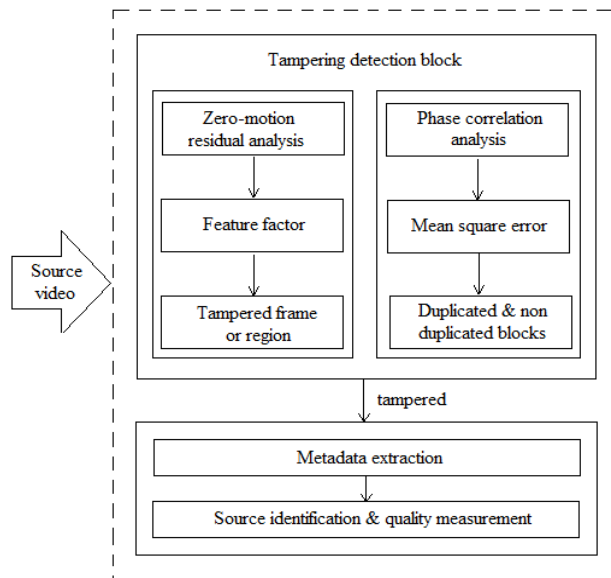 Tampering detection block
Zero-motion
residual analysis
Feature factor
Tampered frame
or region
Phase correlation
analysis
Mean square error
Duplicated & non
duplicated blocks
Source
video
tampered
Metadata extraction
Source identification & quality measurement